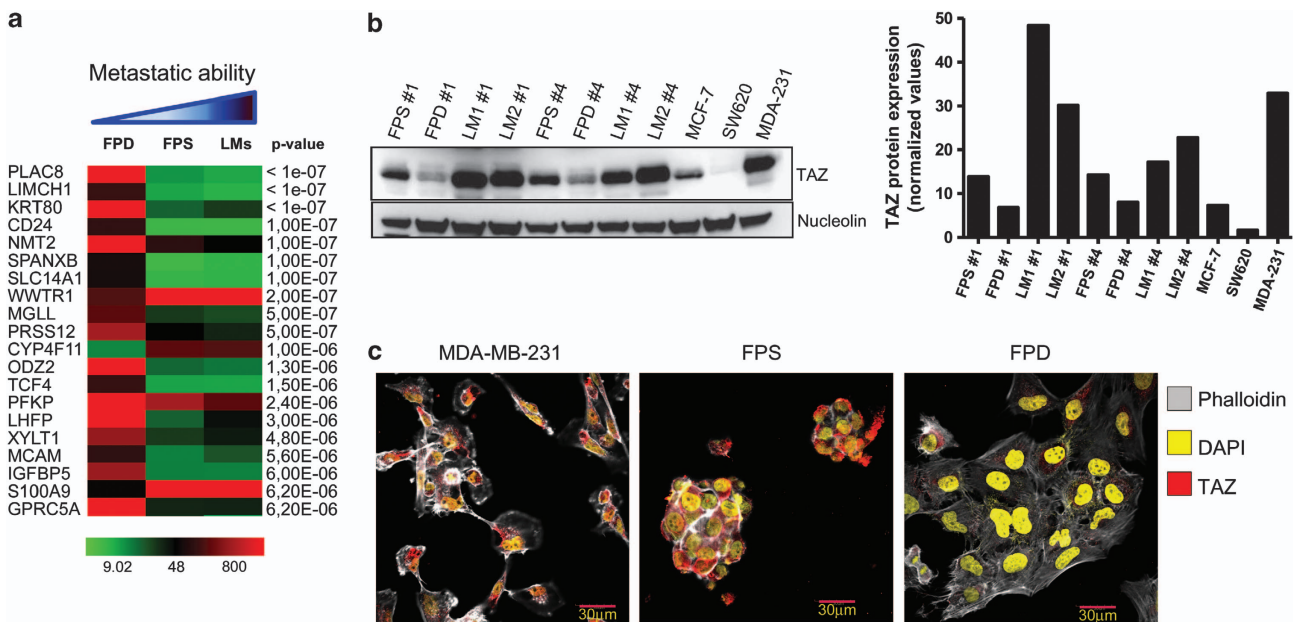 a
Metastatic ability
FPD FPS LMs p-value
PLAC8 < 1e-07
LIMCH1 < 1e-07
KRT80 < 1e-07
CD24 1,00E-07
NMT2 1,00E-07
SPANXB 1,00E-07
SLC14A1 1,00E-07
WWTR1 2,00E-07
MGLL 5,00E-07
PRSS12 5,00E-07
CYP4F11 1,00E-06
ODZ2 1,30E-06
TCF4 1,50E-06
PFKP 2,40E-06
LHFP 3,00E-06
XYLT1 4,80E-06
MCAM 5,60E-06
IGFBP5 6,00E-06
S100A9 6,20E-06
GPRC5A 6,20E-06
9.02 48 800
b
FPS #1 FPD #1 LM1 #1 LM2 #1 FPS #4 FPD #4 LM1 #4 LM2 #4 MCF-7 SW620 MDA-231
TAZ
Nucleolin
TAZ protein expression
(normalized values)
50
40
30
20
10
0
FPS #1 FPD #1 LM1 #1 LM2 #1 FPS #4 FPD #4 LM1 #4 LM2 #4 MCF-7 SW620 MDA-231
c
MDA-MB-231 FPS FPD
30µm 30µm 30µm
Phalloidin
DAPI
TAZ